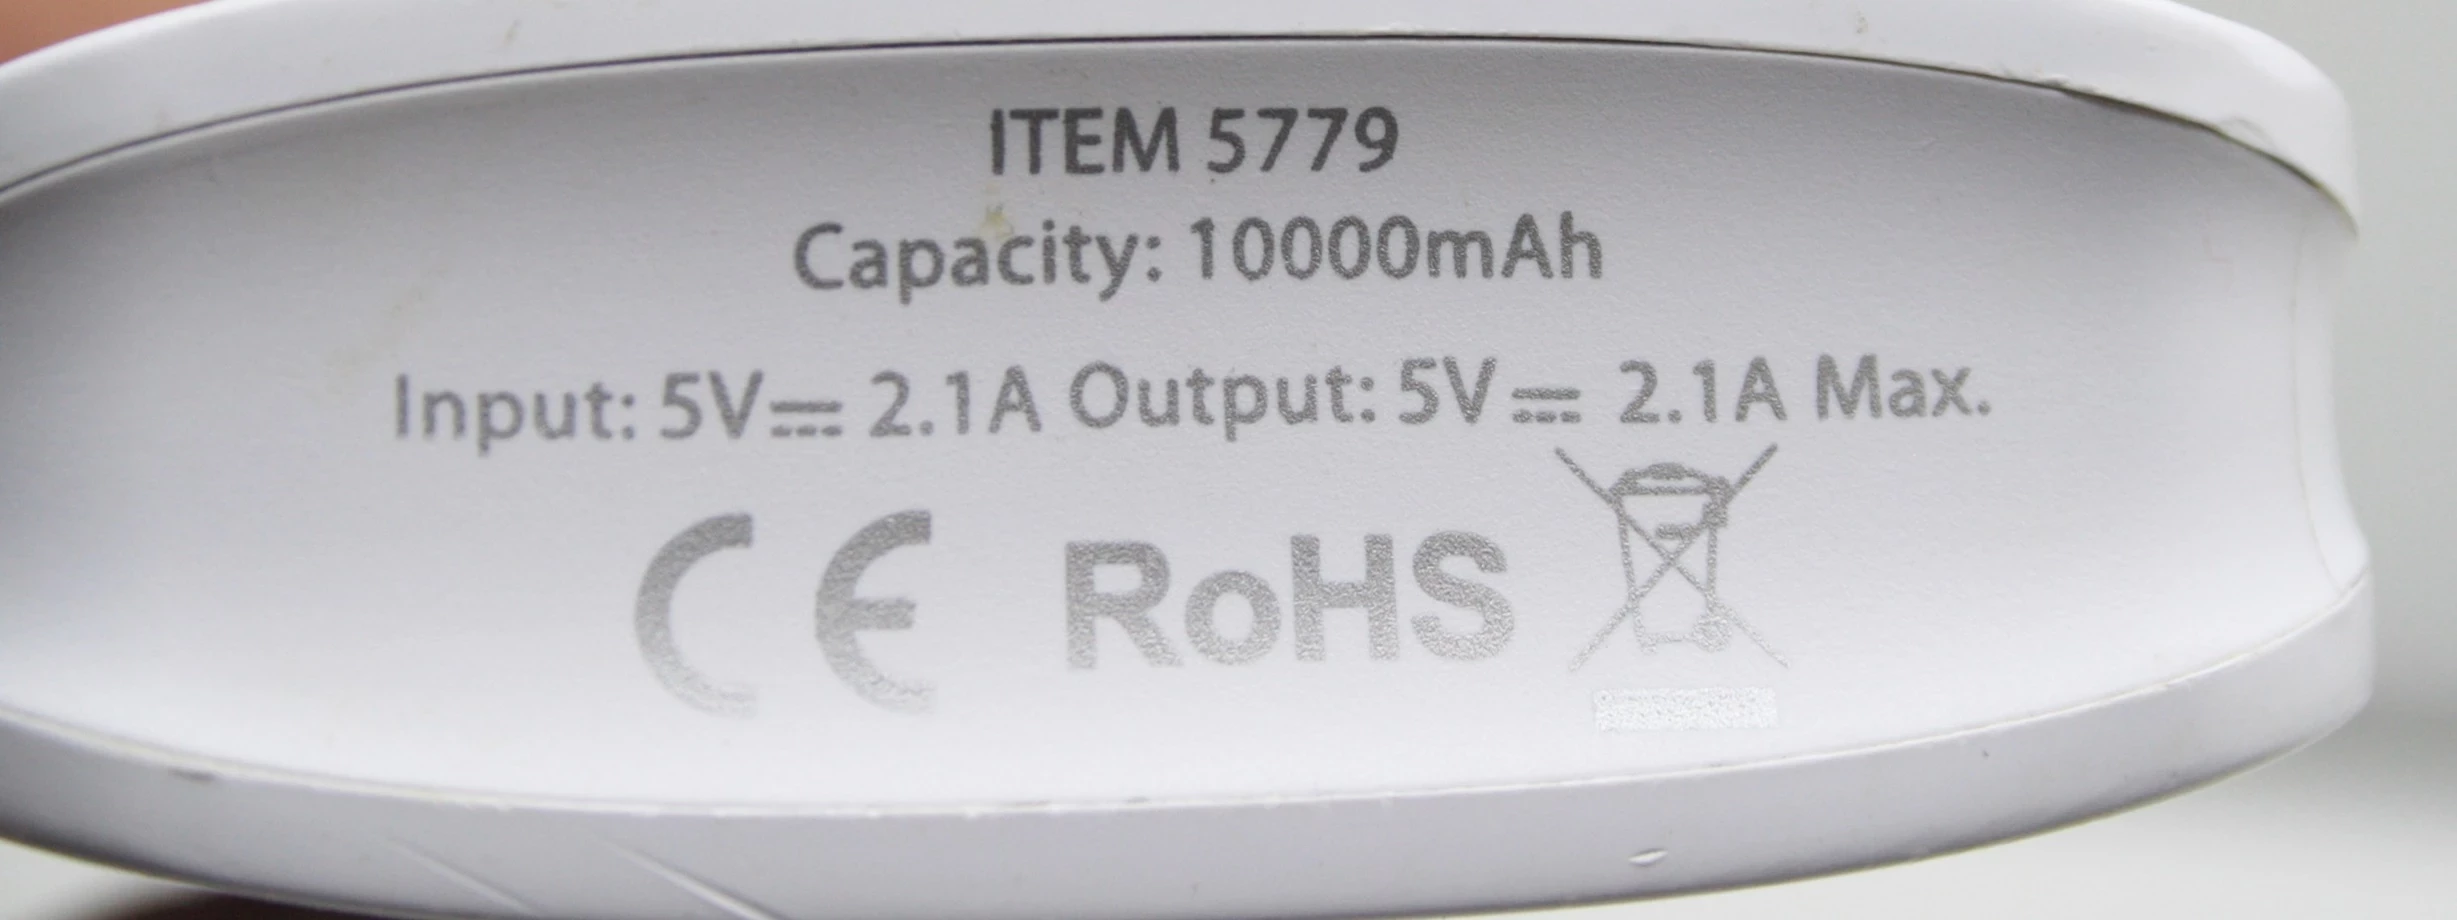 ITEM 5779
Capacity: 10000mAh
Input: 5V⎓ 2.1A Output: 5V⎓ 2.1A Max.
CE RoHS